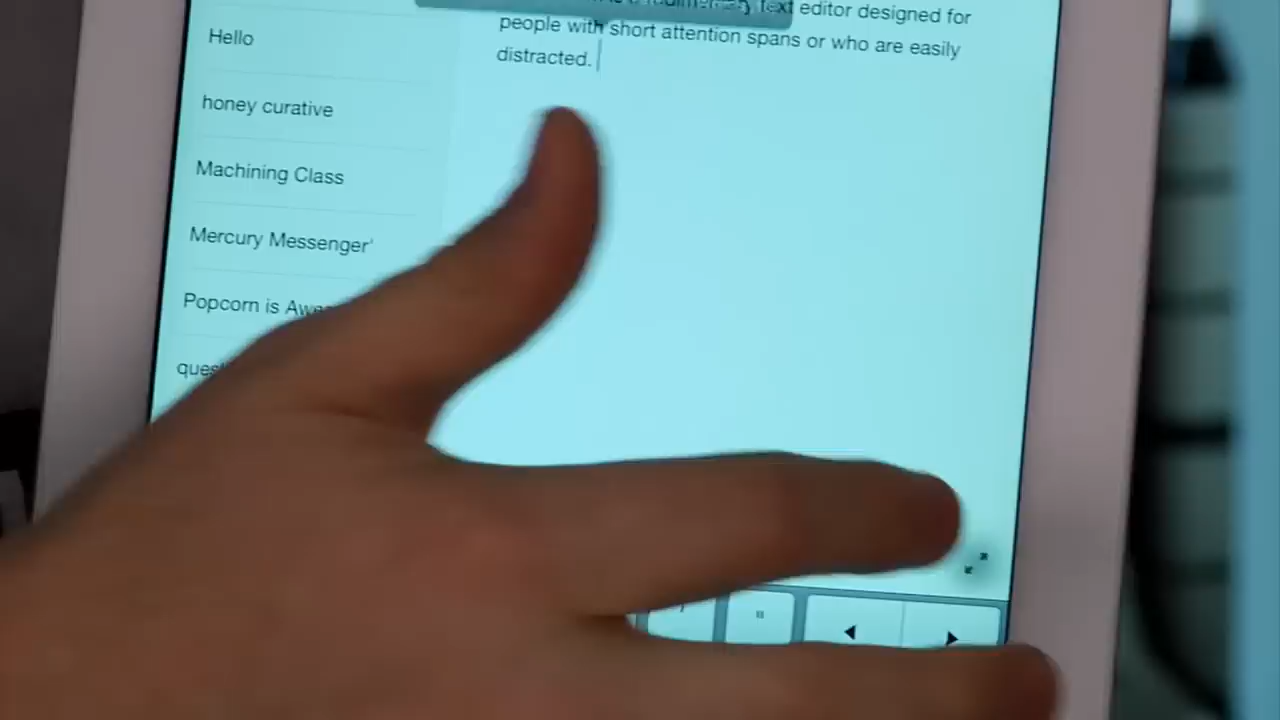 text editor designed for
people with short attention spans or who are easily
distracted.
Hello
honey curative
Machining Class
Mercury Messenger'
Popcorn is